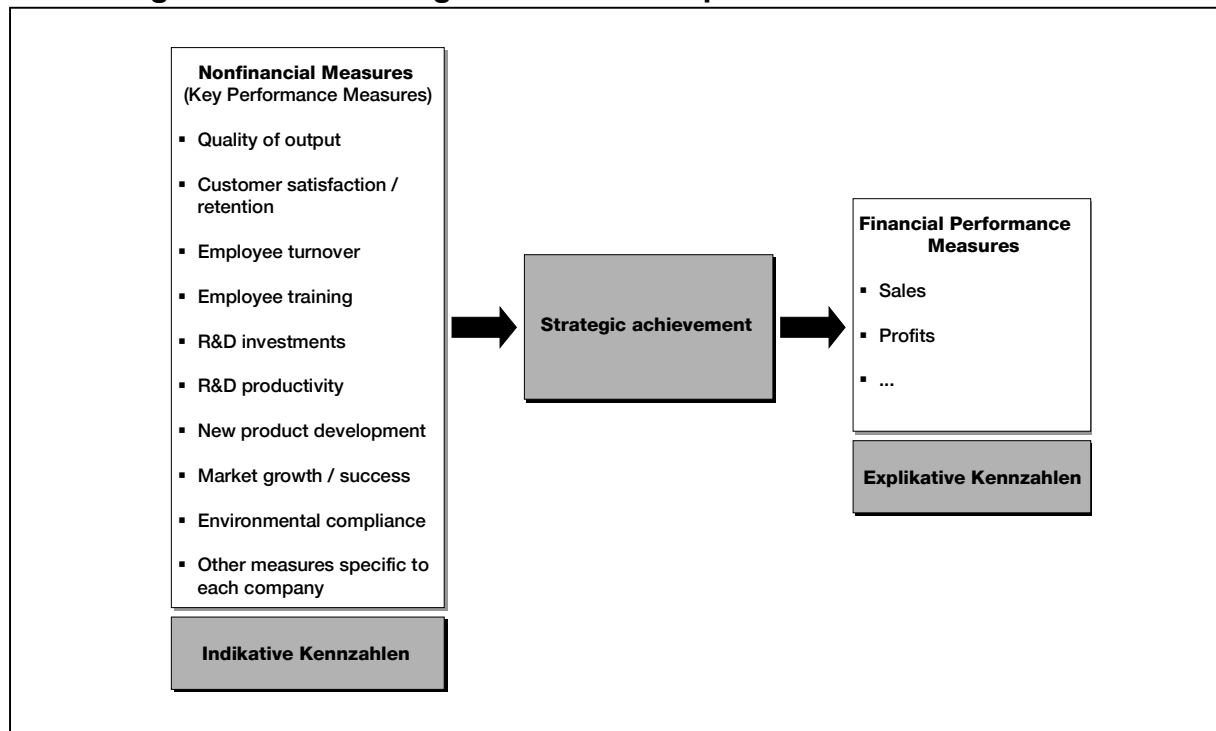 Nonfinancial Measures
(Key Performance Measures)
▪ Quality of output
▪ Customer satisfaction /
retention
▪ Employee turnover
▪ Employee training
▪ R&D investments
▪ R&D productivity
▪ New product development
▪ Market growth / success
▪ Environmental compliance
▪ Other measures specific to
each company
Indikative Kennzahlen
Strategic achievement
Financial Performance
Measures
▪ Sales
▪ Profits
▪ ...
Explikative Kennzahlen